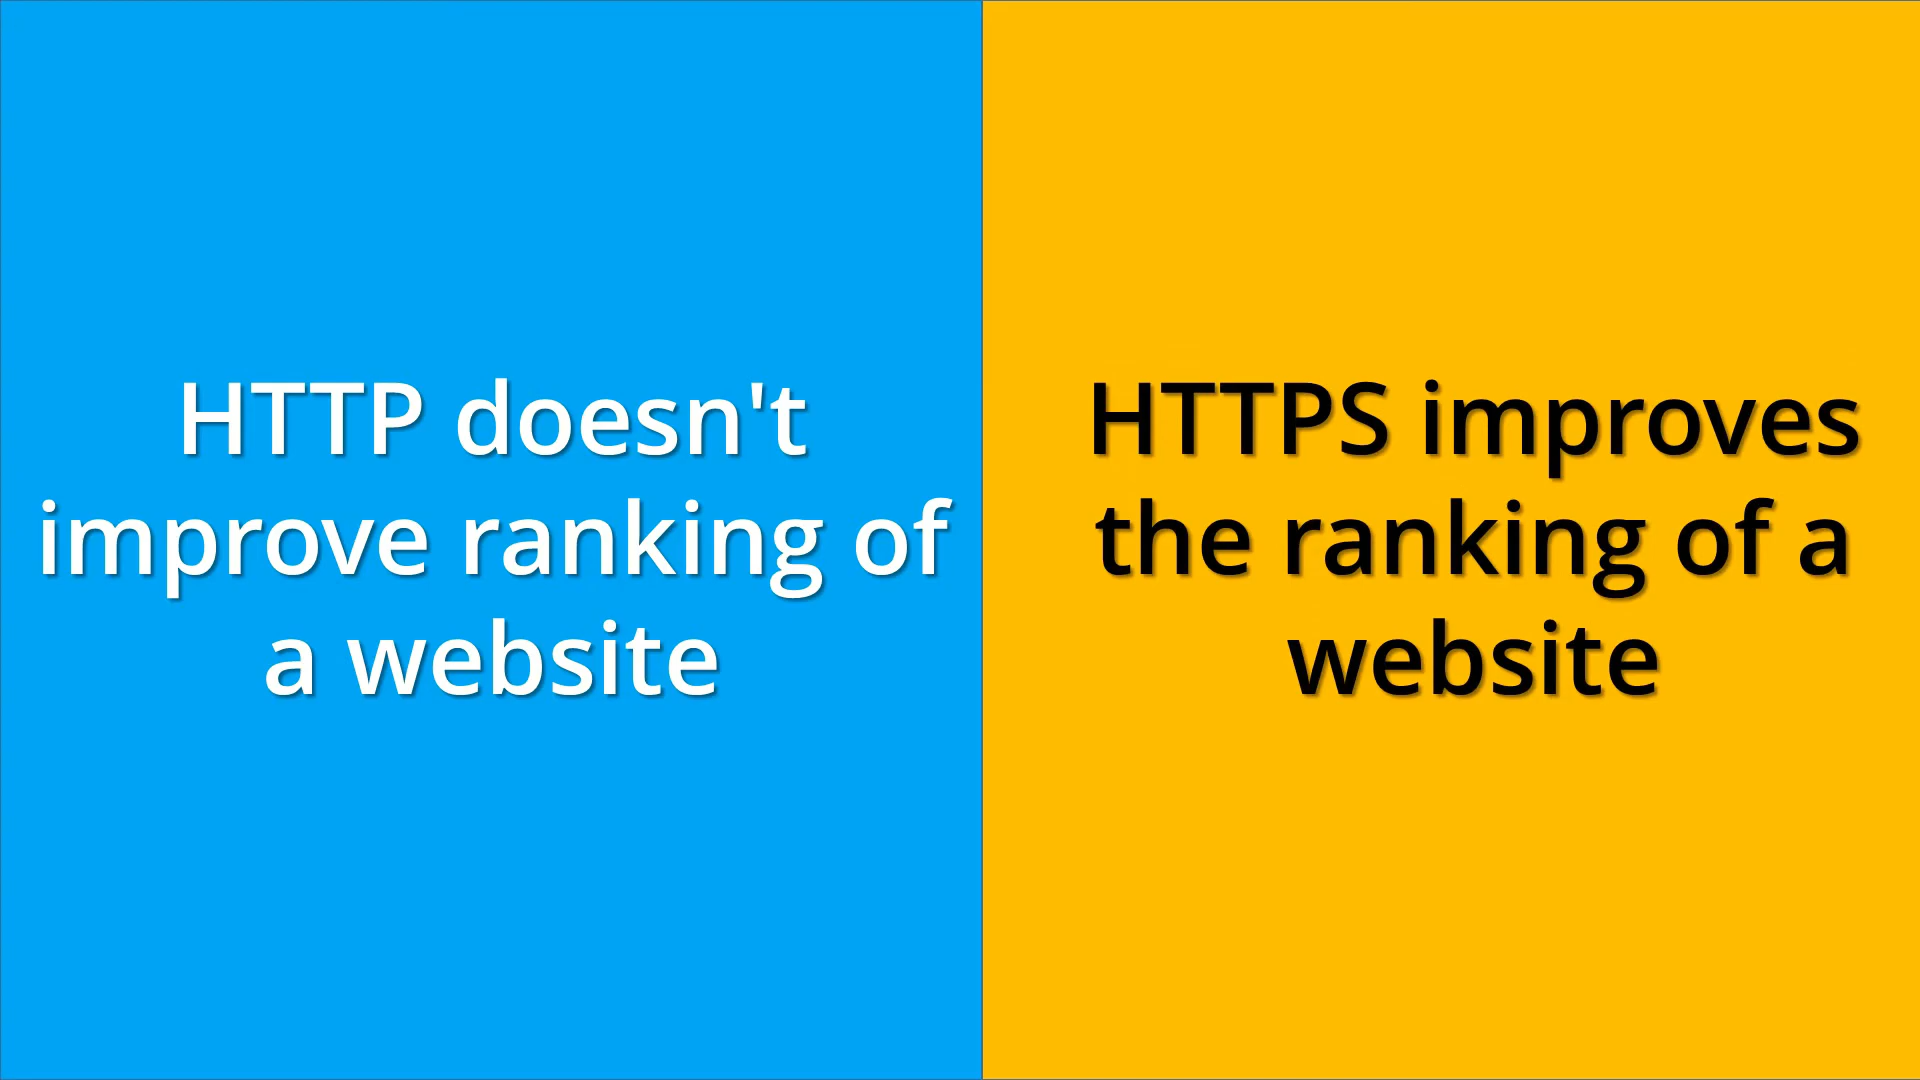 HTTP doesn't
improve ranking of
a website
HTTPS improves
the ranking of a
website